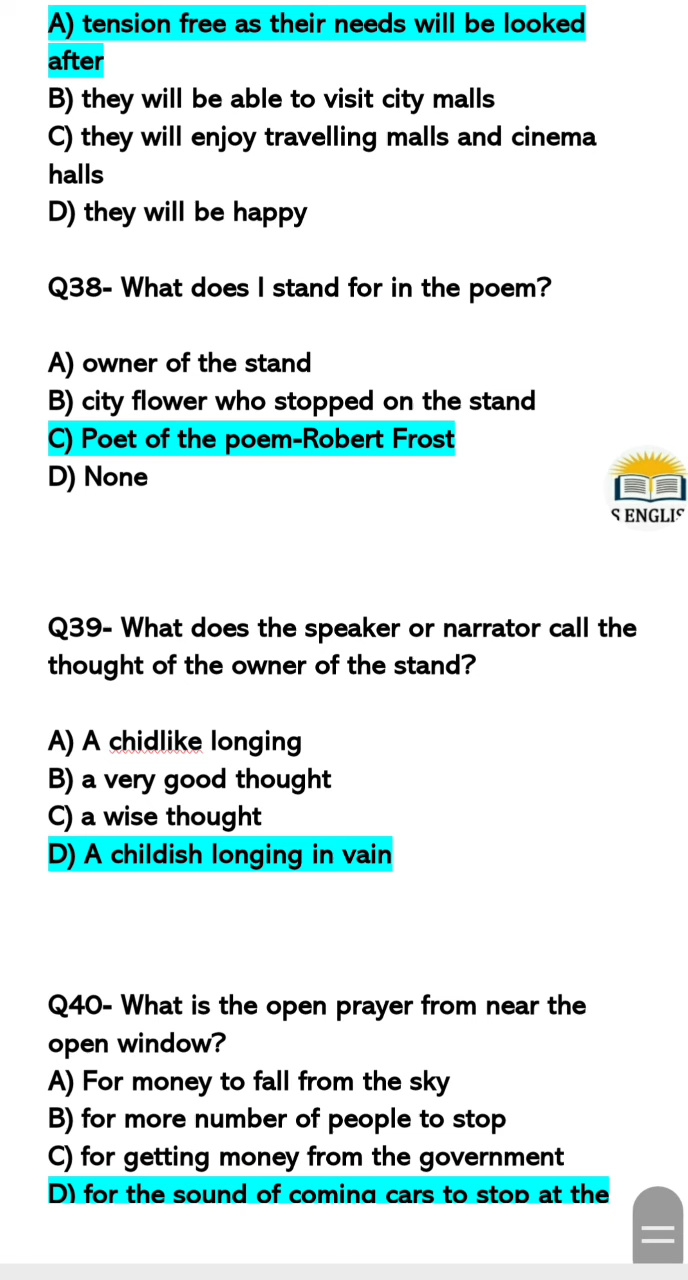 A) tension free as their needs will be looked
after
B) they will be able to visit city malls
C) they will enjoy travelling malls and cinema
halls
D) they will be happy
Q38- What does I stand for in the poem?
A) owner of the stand
B) city flower who stopped on the stand
C) Poet of the poem-Robert Frost
D) None
S ENGLIS
Q39- What does the speaker or narrator call the
thought of the owner of the stand?
A) A chidlike longing
B) a very good thought
C) a wise thought
D) A childish longing in vain
Q40- What is the open prayer from near the
open window?
A) For money to fall from the sky
B) for more number of people to stop
C) for getting money from the government
D) for the sound of coming cars to stop at the